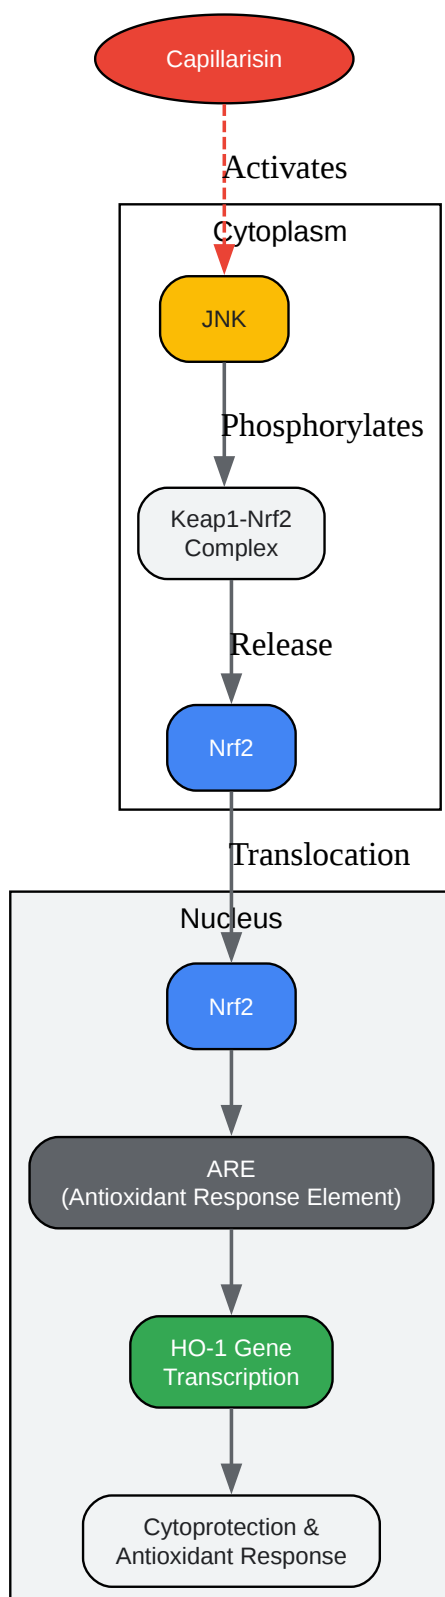 Capillarisin
Activates
Cytoplasm
JNK
Phosphorylates
Keap1-Nrf2
Complex
Release
Nrf2
Translocation
Nucleus
Nrf2
ARE
(Antioxidant Response Element)
HO-1 Gene
Transcription
Cytoprotection &
Antioxidant Response